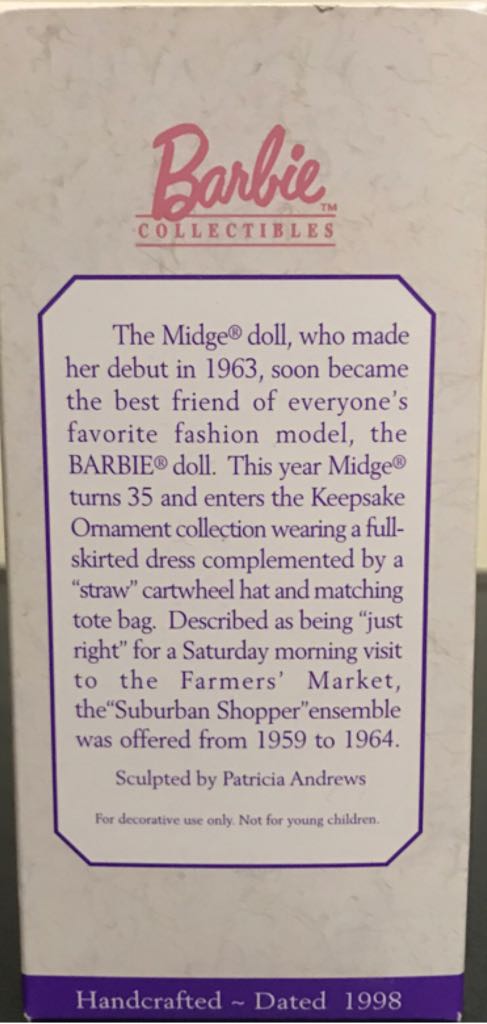 Barbie™
COLLECTIBLES
The Midge® doll, who made
her debut in 1963, soon became
the best friend of everyone's
favorite fashion model, the
BARBIE® doll. This year Midge®
turns 35 and enters the Keepsake
Ornament collection wearing a full-
skirted dress complemented by a
“straw” cartwheel hat and matching
tote bag. Described as being “just
right” for a Saturday morning visit
to the Farmers' Market,
the“Suburban Shopper”ensemble
was offered from 1959 to 1964.
Sculpted by Patricia Andrews
For decorative use only. Not for young children.
Handcrafted ~ Dated 1998